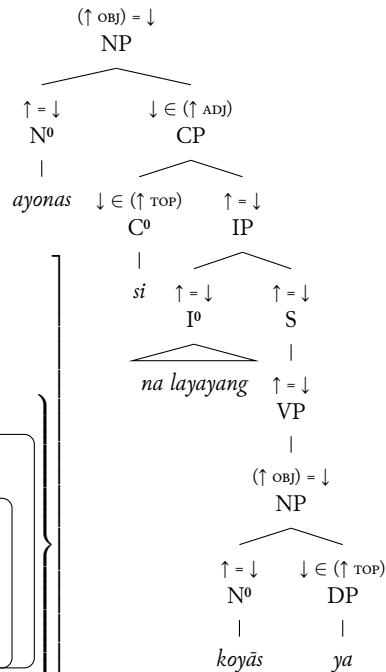 (↑ OBJ) = ↓
NP
↑ = ↓ ↓ ∈ (↑ ADJ)
N⁰ CP
ayonas ↓ ∈ (↑ TOP) ↑ = ↓
C⁰ IP
si ↑ = ↓ ↑ = ↓
I⁰ S
na layayang ↑ = ↓
VP
(↑ OBJ) = ↓
NP
↑ = ↓ ↓ ∈ (↑ TOP)
N⁰ DP
koyās ya